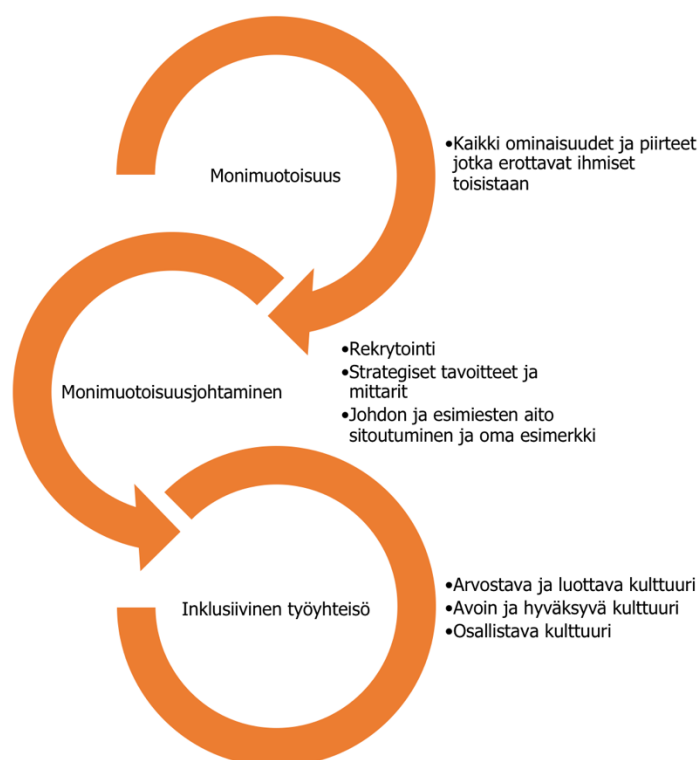 Monimuotoisuus
•Kaikki ominaisuudet ja piirteet
jotka erottavat ihmiset
toisistaan
Monimuotoisuusjohtaminen
•Rekrytointi
•Strategiset tavoitteet ja
mittarit
•Johdon ja esimiesten aito
sitoutuminen ja oma esimerkki
Inklusiivinen työyhteisö
•Arvostava ja luottava kulttuuri
•Avoin ja hyväksyvä kulttuuri
•Osallistava kulttuuri